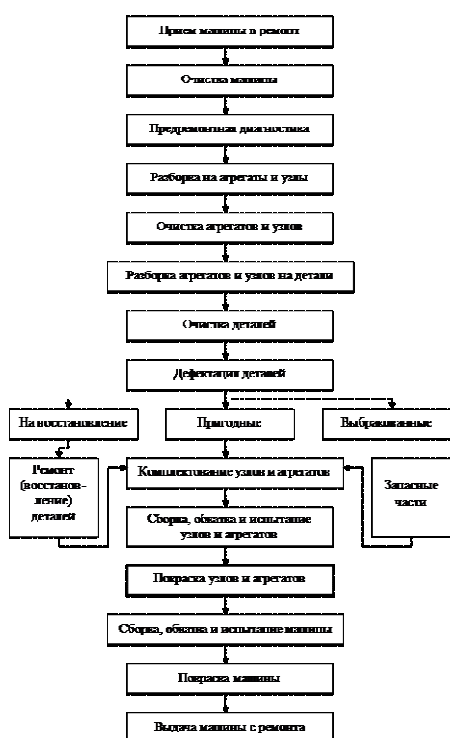 Прием машины в ремонт
Очистка машины
Предремонтная диагностика
Разборка на агрегаты и узлы
Очистка агрегатов и узлов
Разборка агрегатов и узлов на детали
Очистка деталей
Дефектация деталей
На восстановление
Пригодные
Выбракованные
Ремонт
(восстанов-
ление)
деталей
Комплектование узлов и агрегатов
Запасные
части
Сборка, обкатка и испытание
узлов и агрегатов
Покраска узлов и агрегатов
Сборка, обкатка и испытание машины
Покраска машины
Выдача машины с ремонта